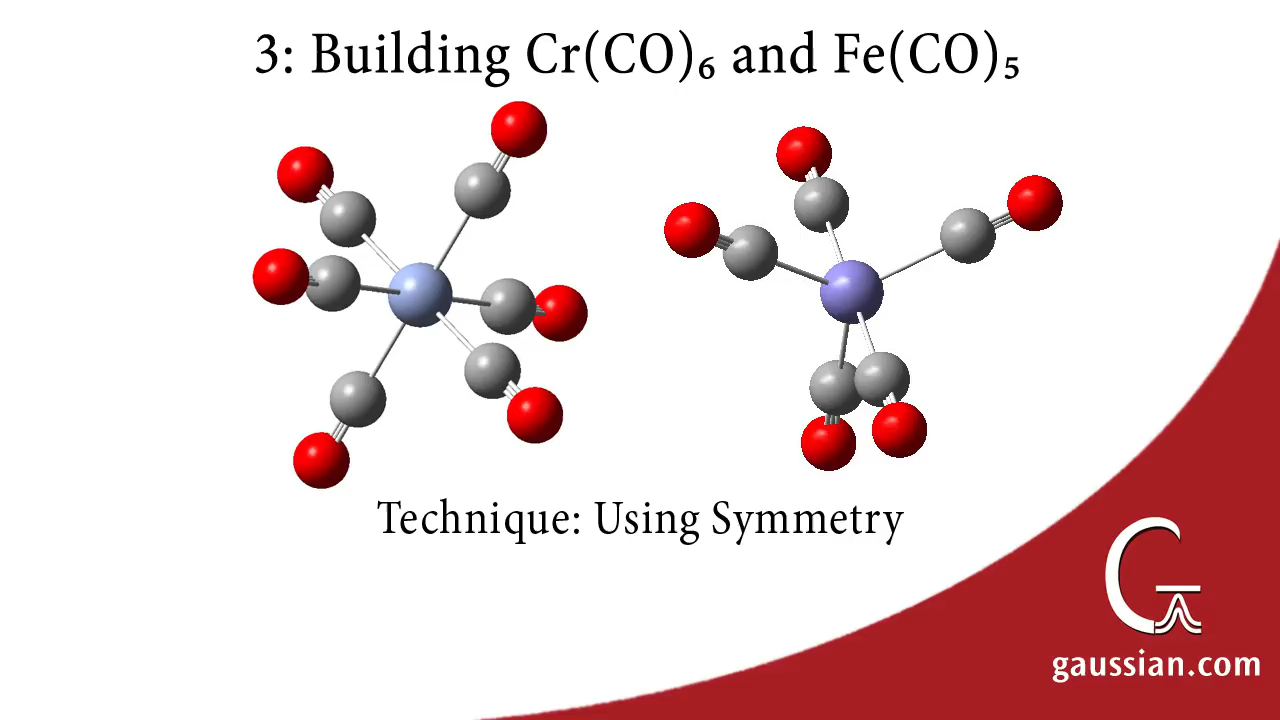 3: Building Cr(CO)₆ and Fe(CO)₅
Technique: Using Symmetry
G
gaussian.com